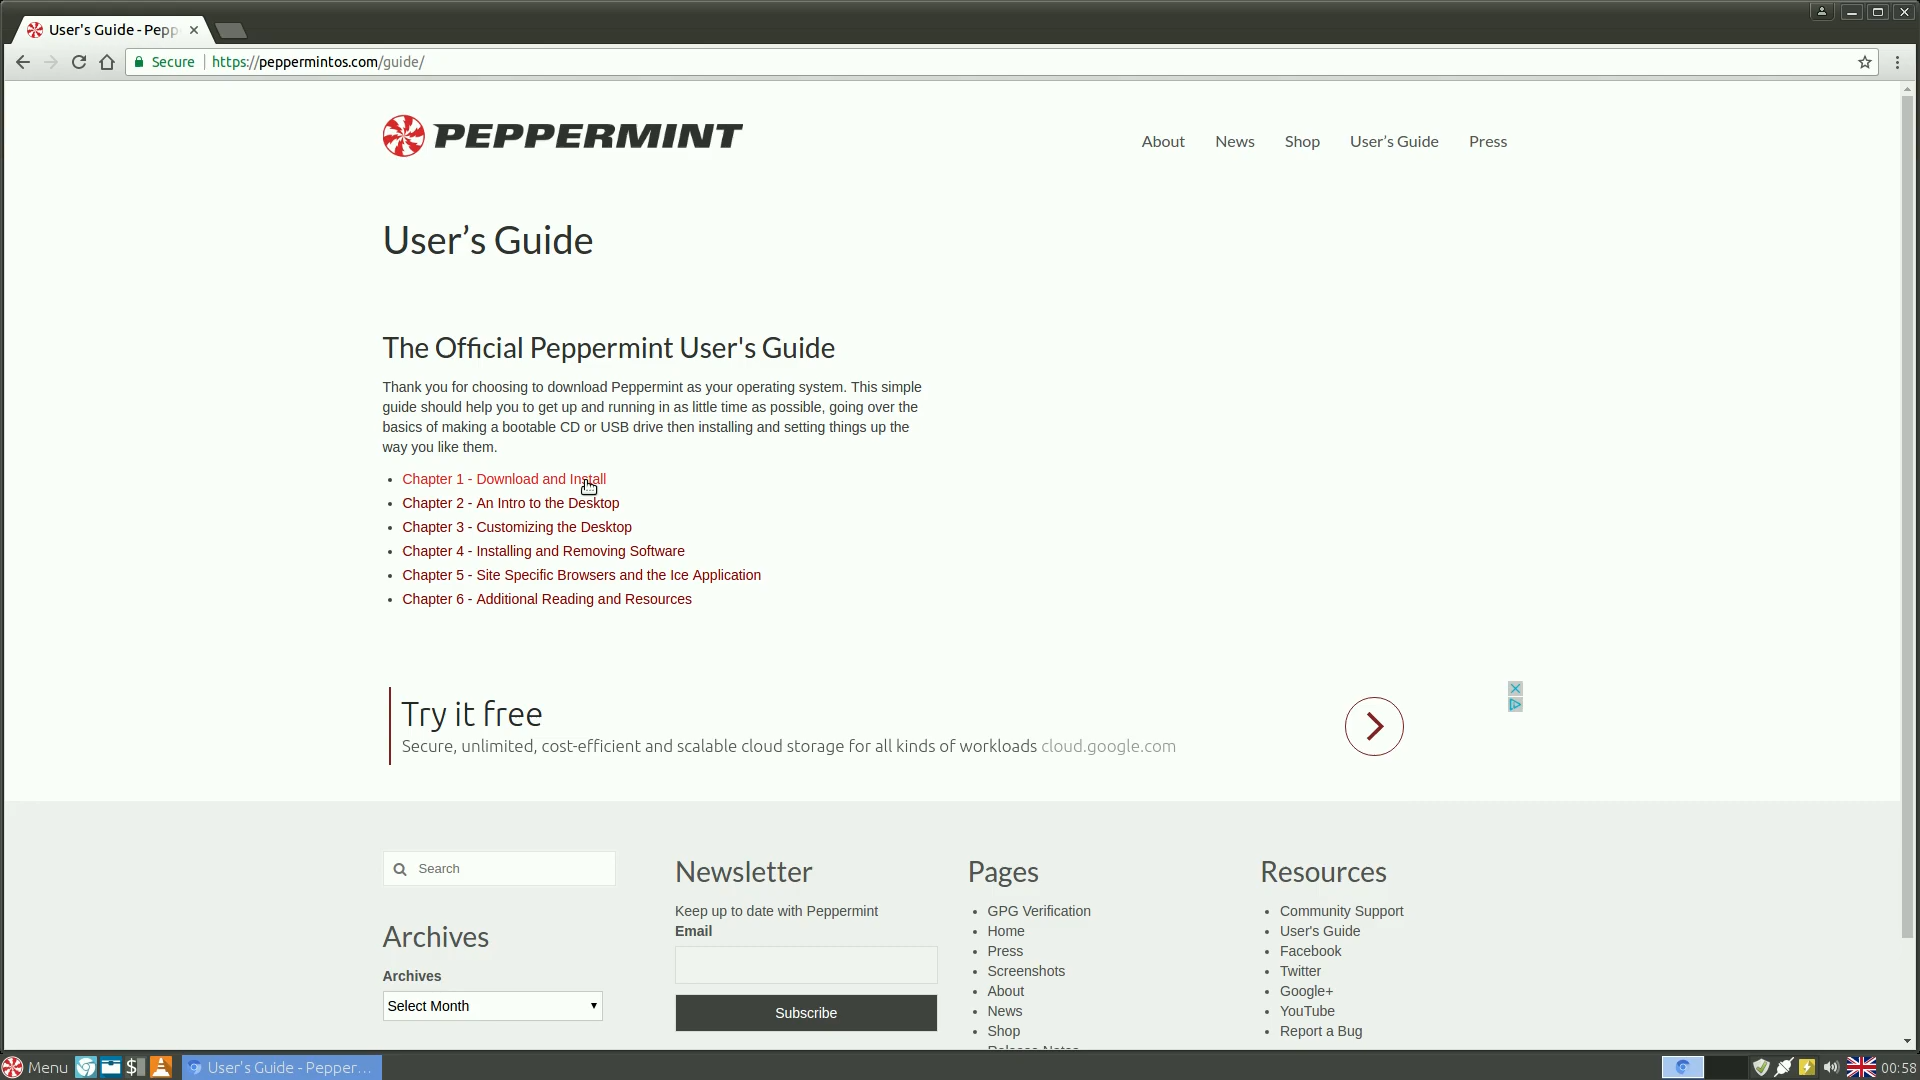 User's Guide - Pepp
Secure
https://peppermintos.com/guide/
PEPPERMINT
About
News
Shop
User’s Guide
Press
User’s Guide
The Official Peppermint User's Guide
Thank you for choosing to download Peppermint as your operating system. This simple
guide should help you to get up and running in as little time as possible, going over the
basics of making a bootable CD or USB drive then installing and setting things up the
way you like them.
Chapter 1 - Download and Install
Chapter 2 - An Intro to the Desktop
Chapter 3 - Customizing the Desktop
Chapter 4 - Installing and Removing Software
Chapter 5 - Site Specific Browsers and the Ice Application
Chapter 6 - Additional Reading and Resources
Try it free
Secure, unlimited, cost-efficient and scalable cloud storage for all kinds of workloads cloud.google.com
Search
Archives
Archives
Select Month
Newsletter
Keep up to date with Peppermint
Email
Subscribe
Pages
GPG Verification
Home
Press
Screenshots
About
News
Shop
Release Notes
Resources
Community Support
User's Guide
Facebook
Twitter
Google+
YouTube
Report a Bug
Menu
User's Guide - Pepper...
00:58